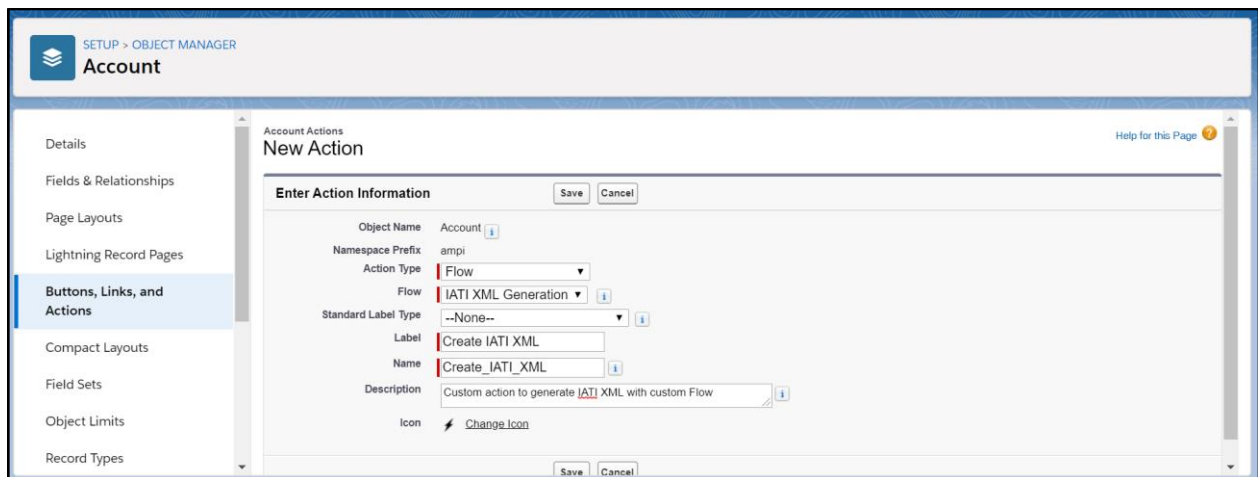 SETUP > OBJECT MANAGER
Account
Details
Fields & Relationships
Page Layouts
Lightning Record Pages
Buttons, Links, and
Actions
Compact Layouts
Field Sets
Object Limits
Record Types
Account Actions
New Action
Help for this Page ?
Enter Action Information Save Cancel
Object Name Account i
Namespace Prefix ampi
Action Type Flow
Flow IATI XML Generation i
Standard Label Type --None-- i
Label Create IATI XML
Name Create_IATI_XML i
Description Custom action to generate IATI XML with custom Flow i
Icon Change Icon
Save Cancel